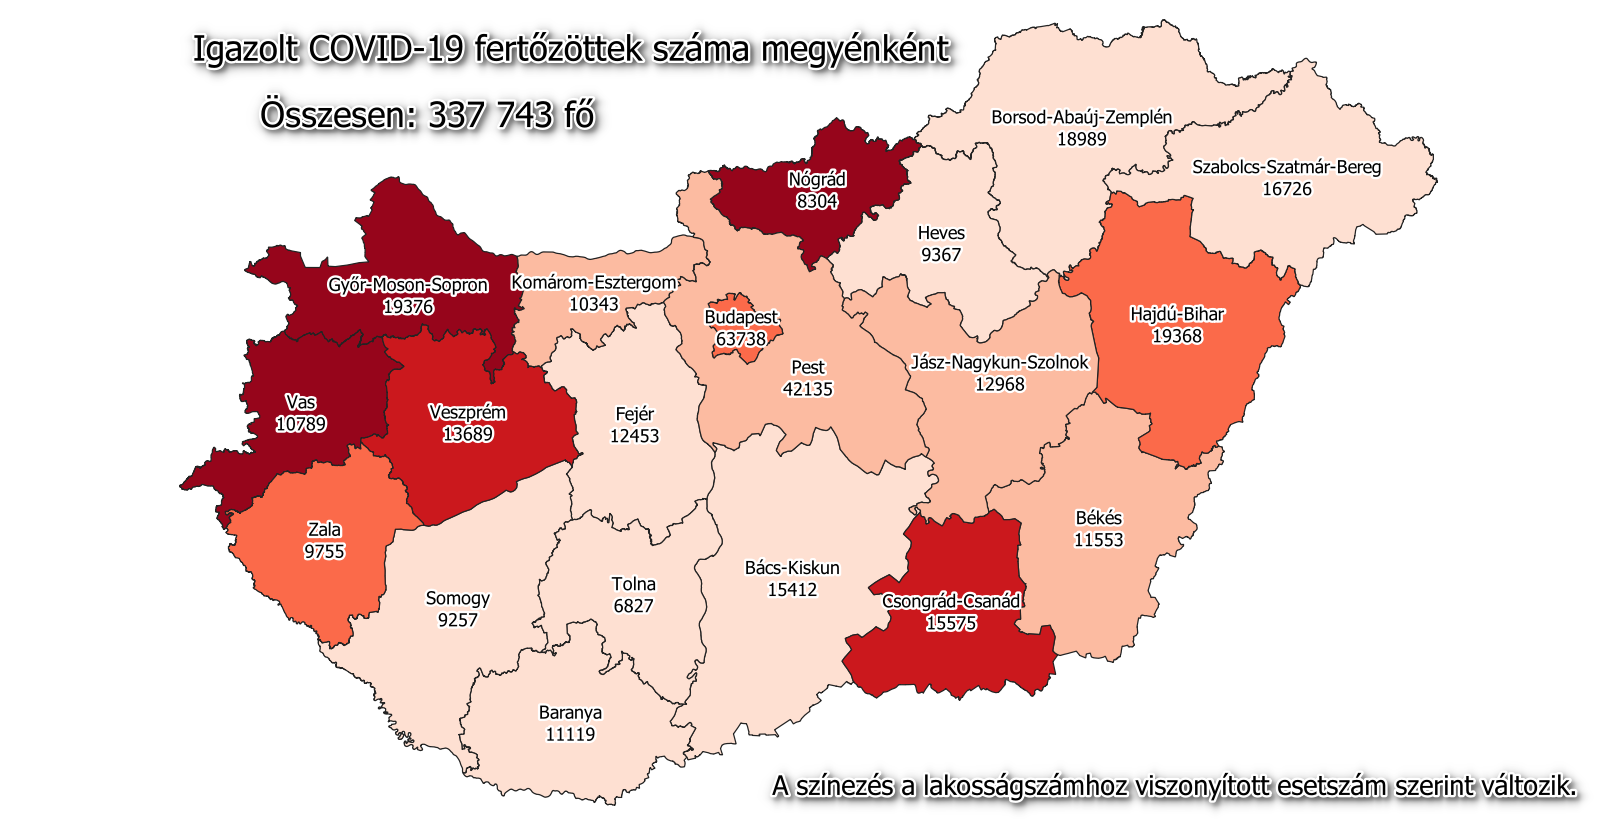 Igazolt COVID-19 fertőzöttek száma megyénként
Összesen: 337 743 fő
Borsod-Abaúj-Zemplén
18989
Szabolcs-Szatmár-Bereg
16726
Nógrád
8304
Heves
9367
Győr-Moson-Sopron
19376
Komárom-Esztergom
10343
Budapest
63738
Hajdú-Bihar
19368
Pest
42135
Jász-Nagykun-Szolnok
12968
Vas
10789
Veszprém
13689
Fejér
12453
Zala
9755
Békés
11553
Bács-Kiskun
15412
Tolna
6827
Somogy
9257
Csongrád-Csanád
15575
Baranya
11119
A színezés a lakosságszámhoz viszonyított esetszám szerint változik.